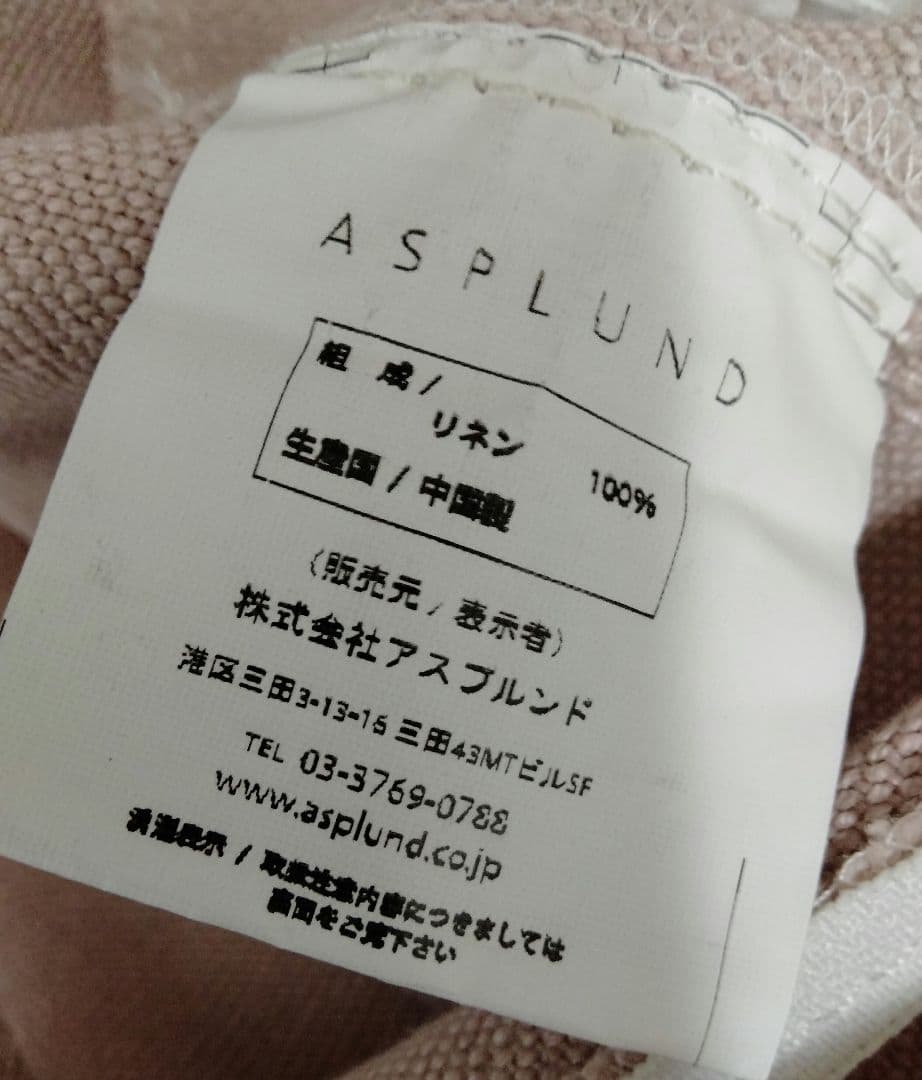 ASPLUND
組 成 /
リネン 100%
生産国 / 中国製
(販売元 / 表示者)
株式会社アスプルンド
港区三田3-13-16 三田43MTビル5F
TEL 03-3769-0788
www.asplund.co.jp
洗濯表示 / 取扱注意内容につきましては
裏面をご覧下さい